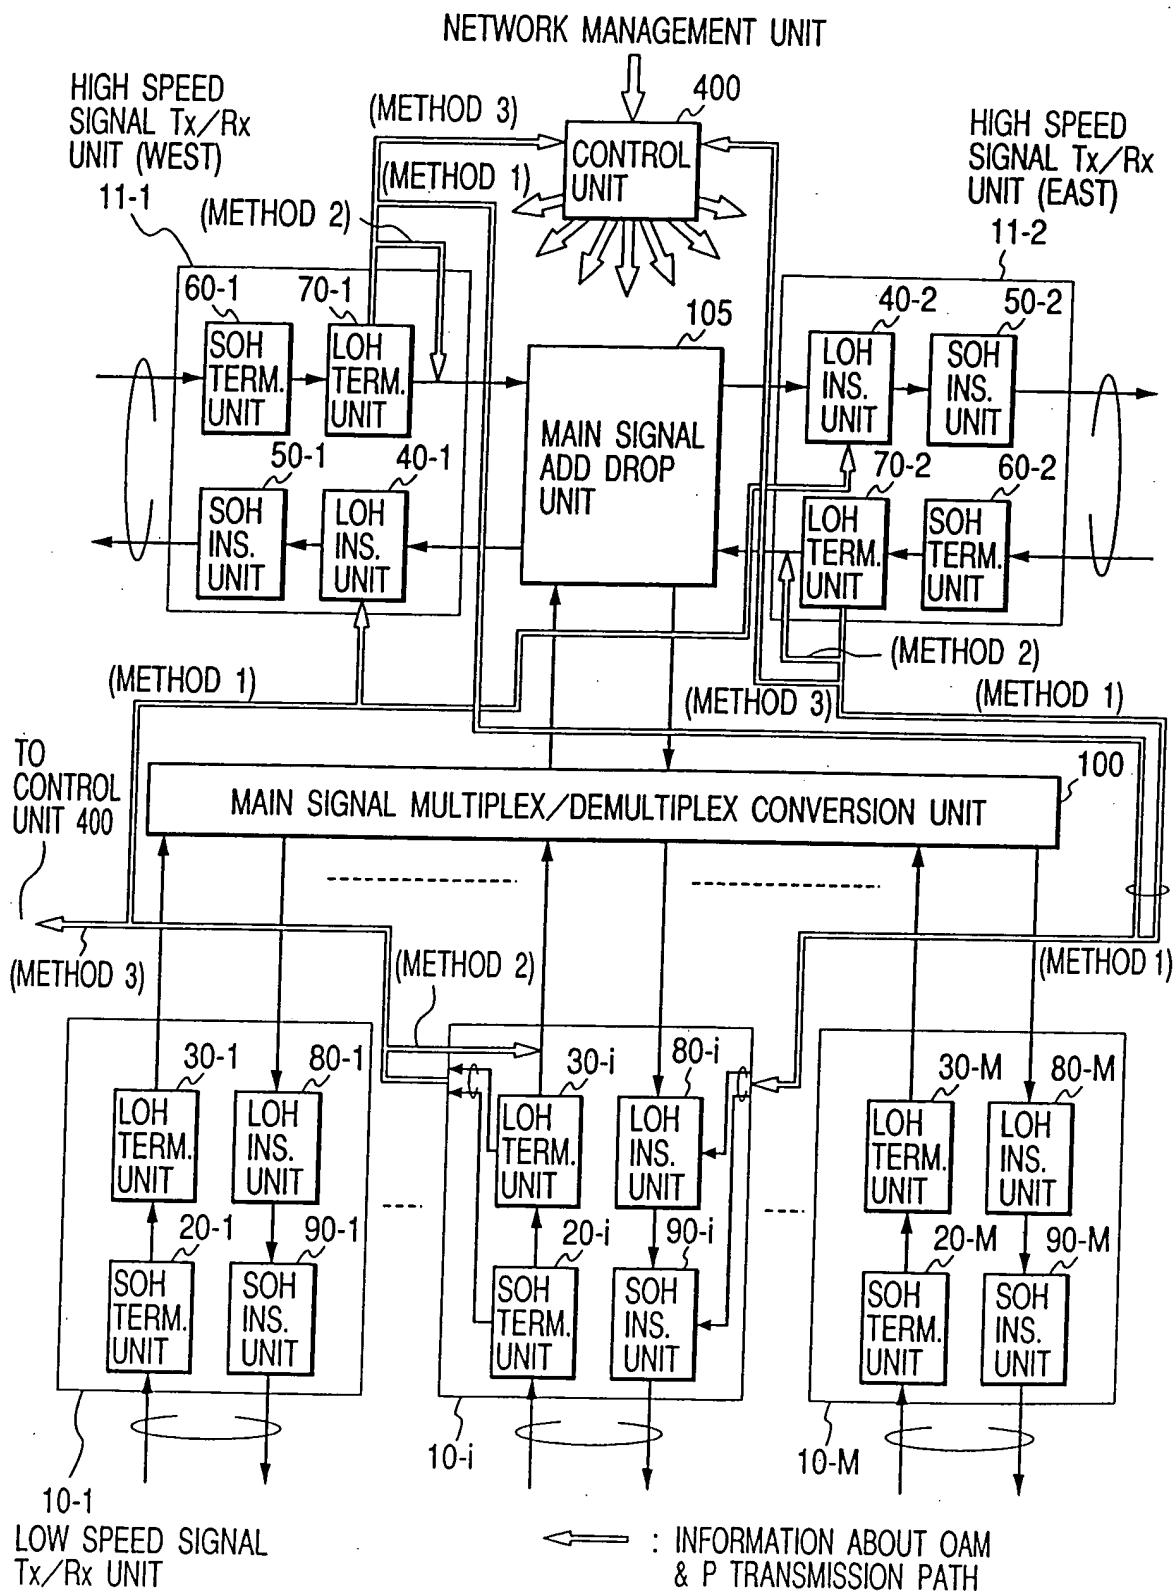 NETWORK MANAGEMENT UNIT
HIGH SPEED
SIGNAL Tx/Rx
UNIT (WEST)
11-1
(METHOD 3)
400
CONTROL
UNIT
HIGH SPEED
SIGNAL Tx/Rx
UNIT (EAST)
11-2
(METHOD 1)
(METHOD 2)
60-1
70-1
SOH
TERM.
UNIT
LOH
TERM.
UNIT
105
MAIN SIGNAL
ADD DROP
UNIT
40-2
50-2
LOH
INS.
UNIT
SOH
INS.
UNIT
50-1
40-1
SOH
INS.
UNIT
LOH
INS.
UNIT
70-2
60-2
LOH
TERM.
UNIT
SOH
TERM.
UNIT
(METHOD 2)
(METHOD 1)
(METHOD 3)
(METHOD 1)
TO
CONTROL
UNIT 400
100
MAIN SIGNAL MULTIPLEX/DEMULTIPLEX CONVERSION UNIT
(METHOD 3)
(METHOD 2)
(METHOD 1)
30-1
80-1
LOH
TERM.
UNIT
LOH
INS.
UNIT
20-1
90-1
SOH
TERM.
UNIT
SOH
INS.
UNIT
30-i
80-i
LOH
TERM.
UNIT
LOH
INS.
UNIT
20-i
90-i
SOH
TERM.
UNIT
SOH
INS.
UNIT
30-M
80-M
LOH
TERM.
UNIT
LOH
INS.
UNIT
20-M
90-M
SOH
TERM.
UNIT
SOH
INS.
UNIT
10-1
LOW SPEED SIGNAL
Tx/Rx UNIT
10-i
10-M
: INFORMATION ABOUT OAM
& P TRANSMISSION PATH